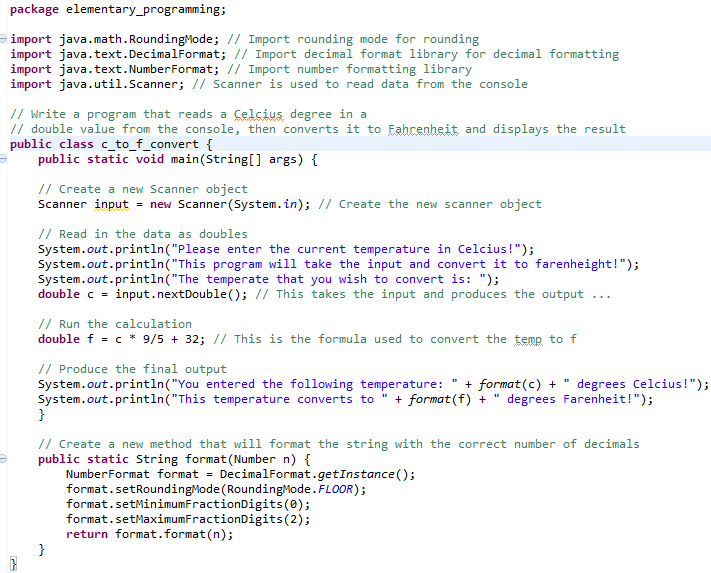 package elementary_programming;
import java.math.RoundingMode; // Import rounding mode for rounding
import java.text.DecimalFormat; // Import decimal format library for decimal formatting
import java.text.NumberFormat; // Import number formatting library
import java.util.Scanner; // Scanner is used to read data from the console
// Write a program that reads a Celcius degree in a
// double value from the console, then converts it to Fahrenheit and displays the result
public class c_to_f_convert {
public static void main(String[] args) {
// Create a new Scanner object
Scanner input = new Scanner(System.in); // Create the new scanner object
// Read in the data as doubles
System.out.println("Please enter the current temperature in Celcius!");
System.out.println("This program will take the input and convert it to farenheight!");
System.out.println("The temperate that you wish to convert is: ");
double c = input.nextDouble(); // This takes the input and produces the output ...
// Run the calculation
double f = c * 9/5 + 32; // This is the formula used to convert the temp to f
// Produce the final output
System.out.println("You entered the following temperature: " + format(c) + " degrees Celcius!");
System.out.println("This temperature converts to " + format(f) + " degrees Farenheit!");
}
// Create a new method that will format the string with the correct number of decimals
public static String format(Number n) {
NumberFormat format = DecimalFormat.getInstance();
format.setRoundingMode(RoundingMode.FLOOR);
format.setMinimumFractionDigits(0);
format.setMaximumFractionDigits(2);
return format.format(n);
}
}